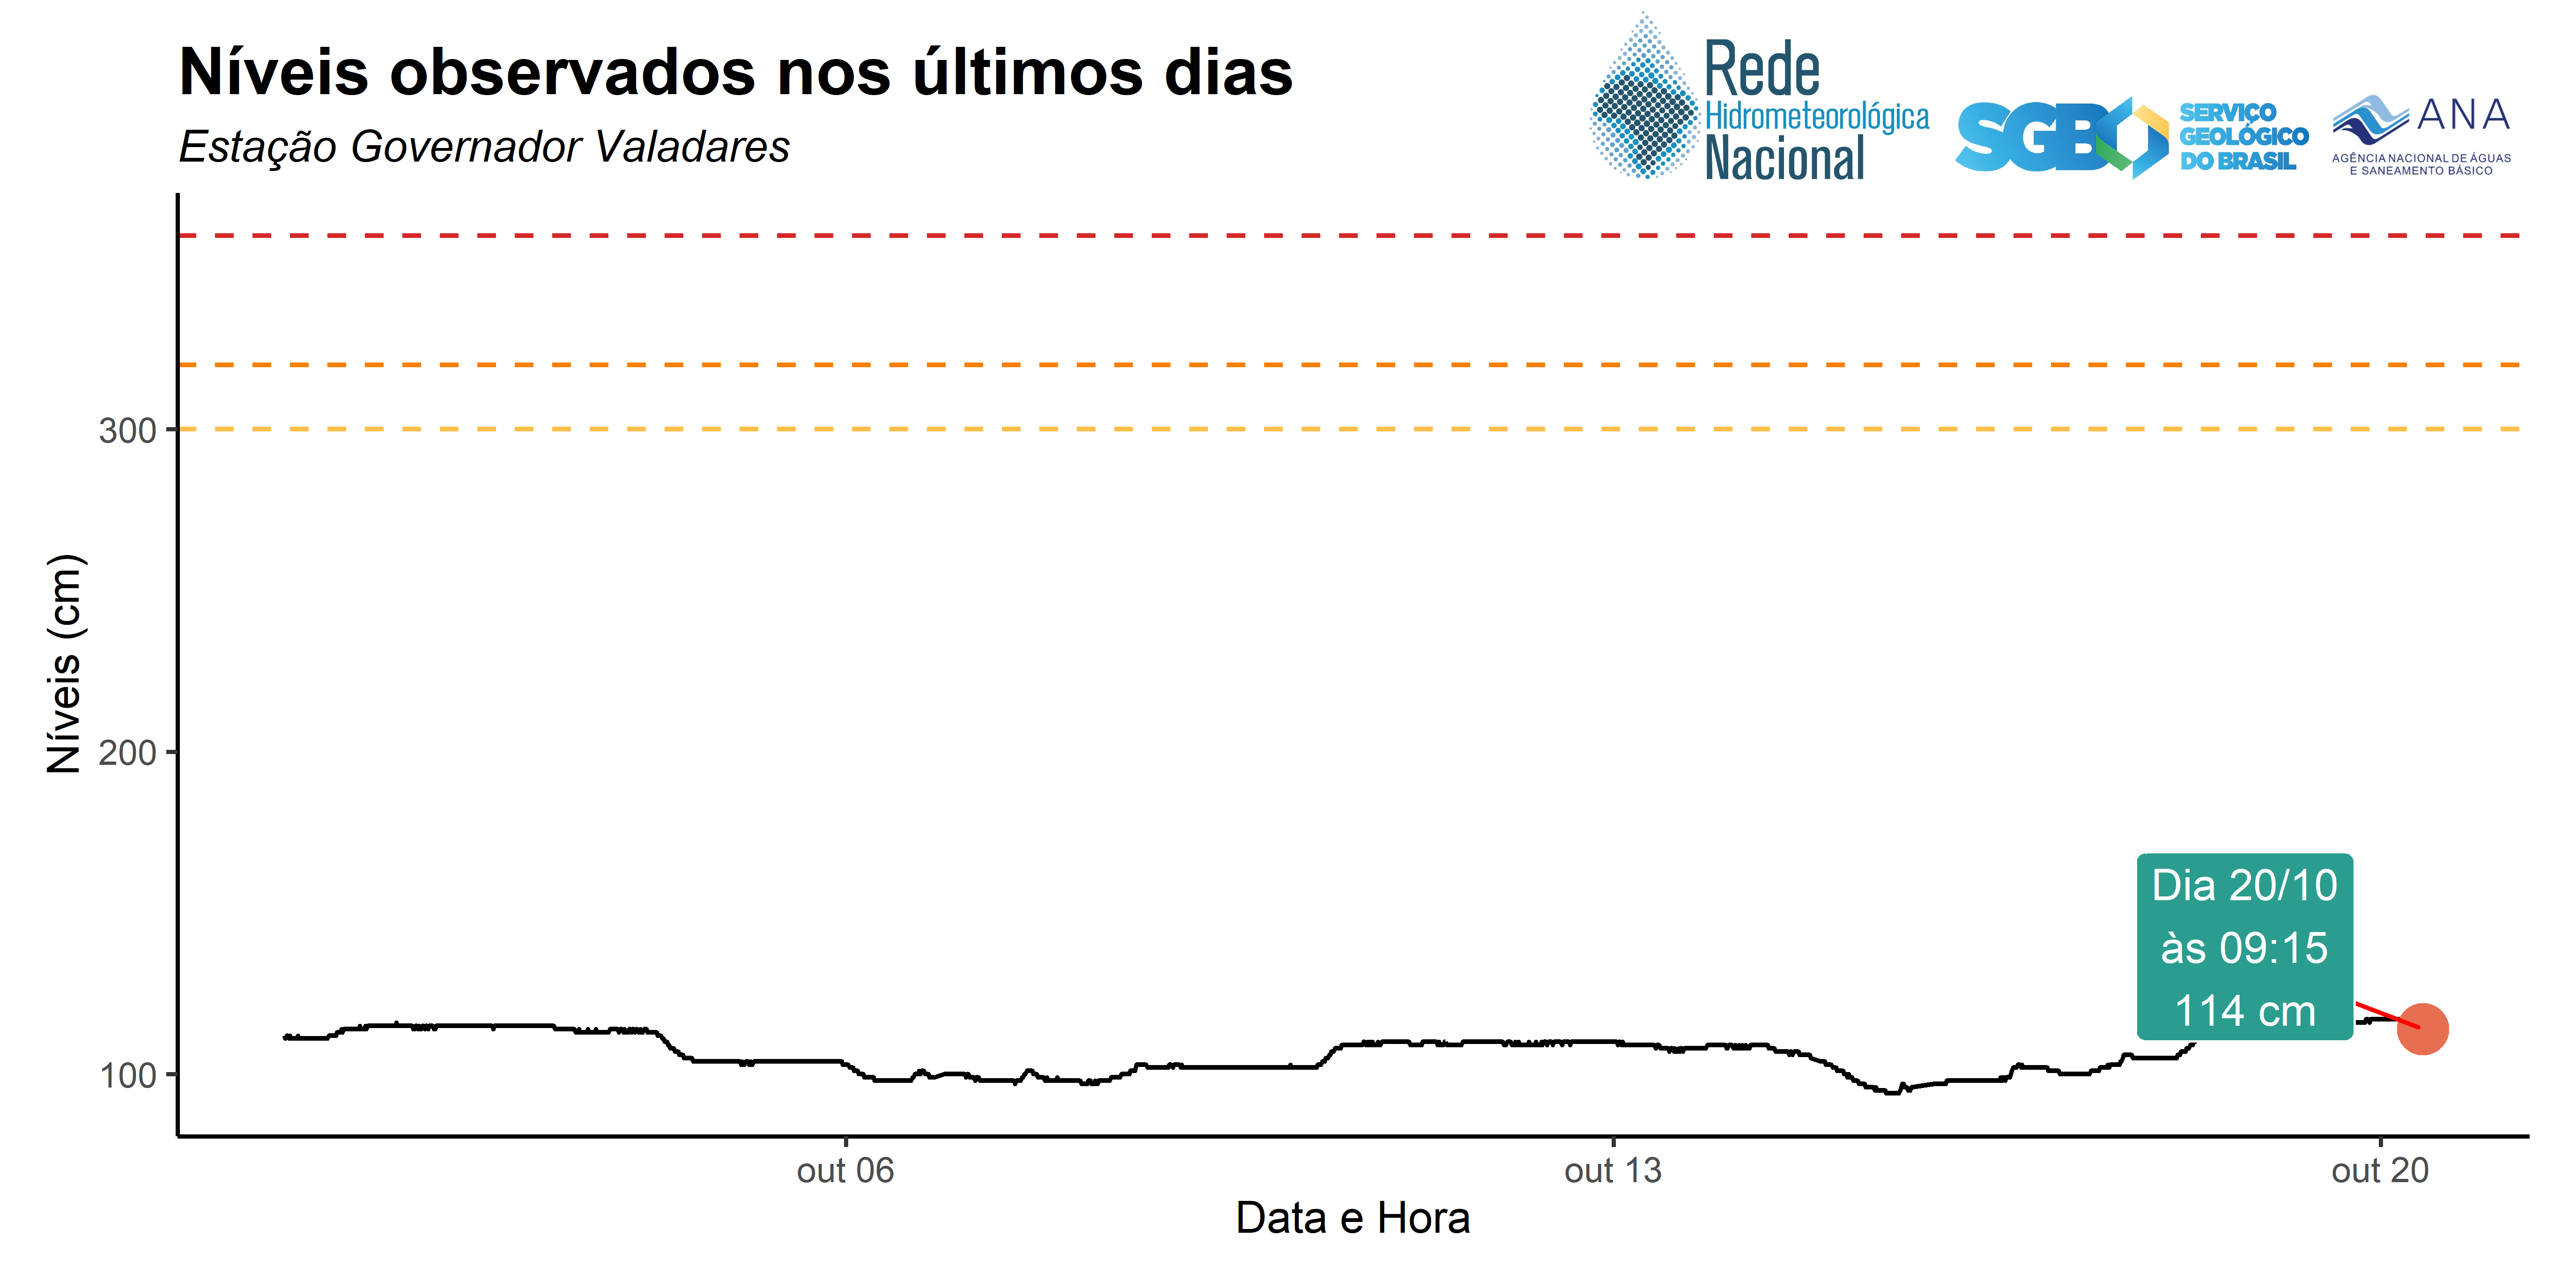 Níveis observados nos últimos dias
Estação Governador Valadares
Rede
Hidrometeorológica
Nacional
SGB
SERVIÇO
GEOLÓGICO
DO BRASIL
ANA
AGÊNCIA NACIONAL DE ÁGUAS
E SANEAMENTO BÁSICO
Níveis (cm)
300
200
100
Dia 20/10
às 09:15
114 cm
out 06
out 13
out 20
Data e Hora